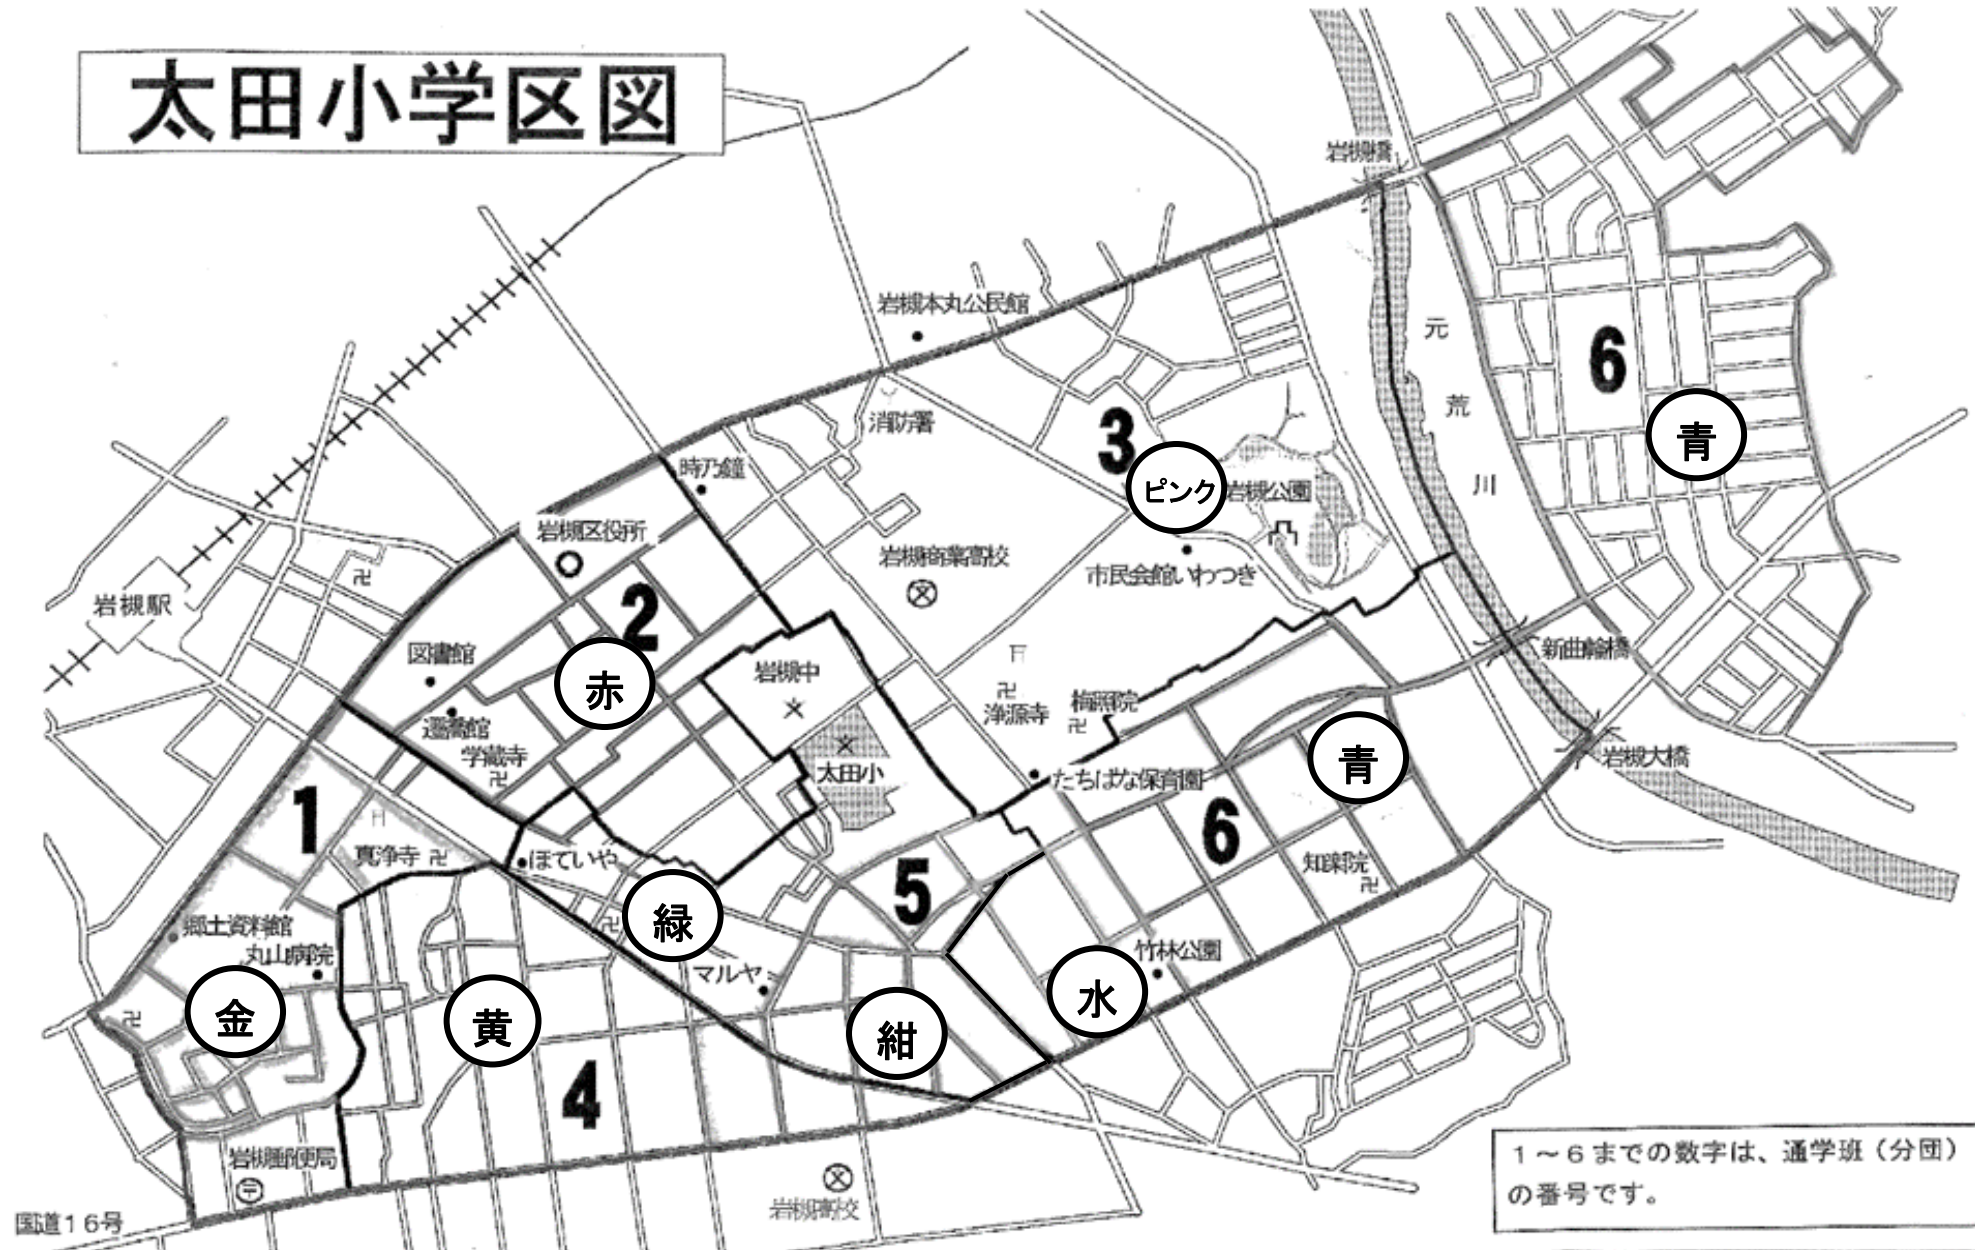 太田小学区図
岩槻橋
岩槻本丸公民館
元
荒
川
6
青
消防署
3
ピンク
岩槻公園
時乃鐘
岩槻区役所
岩槻商業高校
市民会館いわつき
岩槻駅
卍
2
赤
図書館
岩槻中
新曲輪橋
卍
浄源寺
梅照院
卍
遷喬館
学蔵寺
卍
太田小
岩槻大橋
青
たちばな保育園
1
6
真浄寺
卍
ほていや
5
知楽院
卍
緑
卍
郷土資料館
丸山病院
マルヤ
竹林公園
水
金
卍
黄
紺
4
岩槻郵便局
〒
岩槻高校
国道16号
1～6までの数字は、通学班（分団）
の番号です。